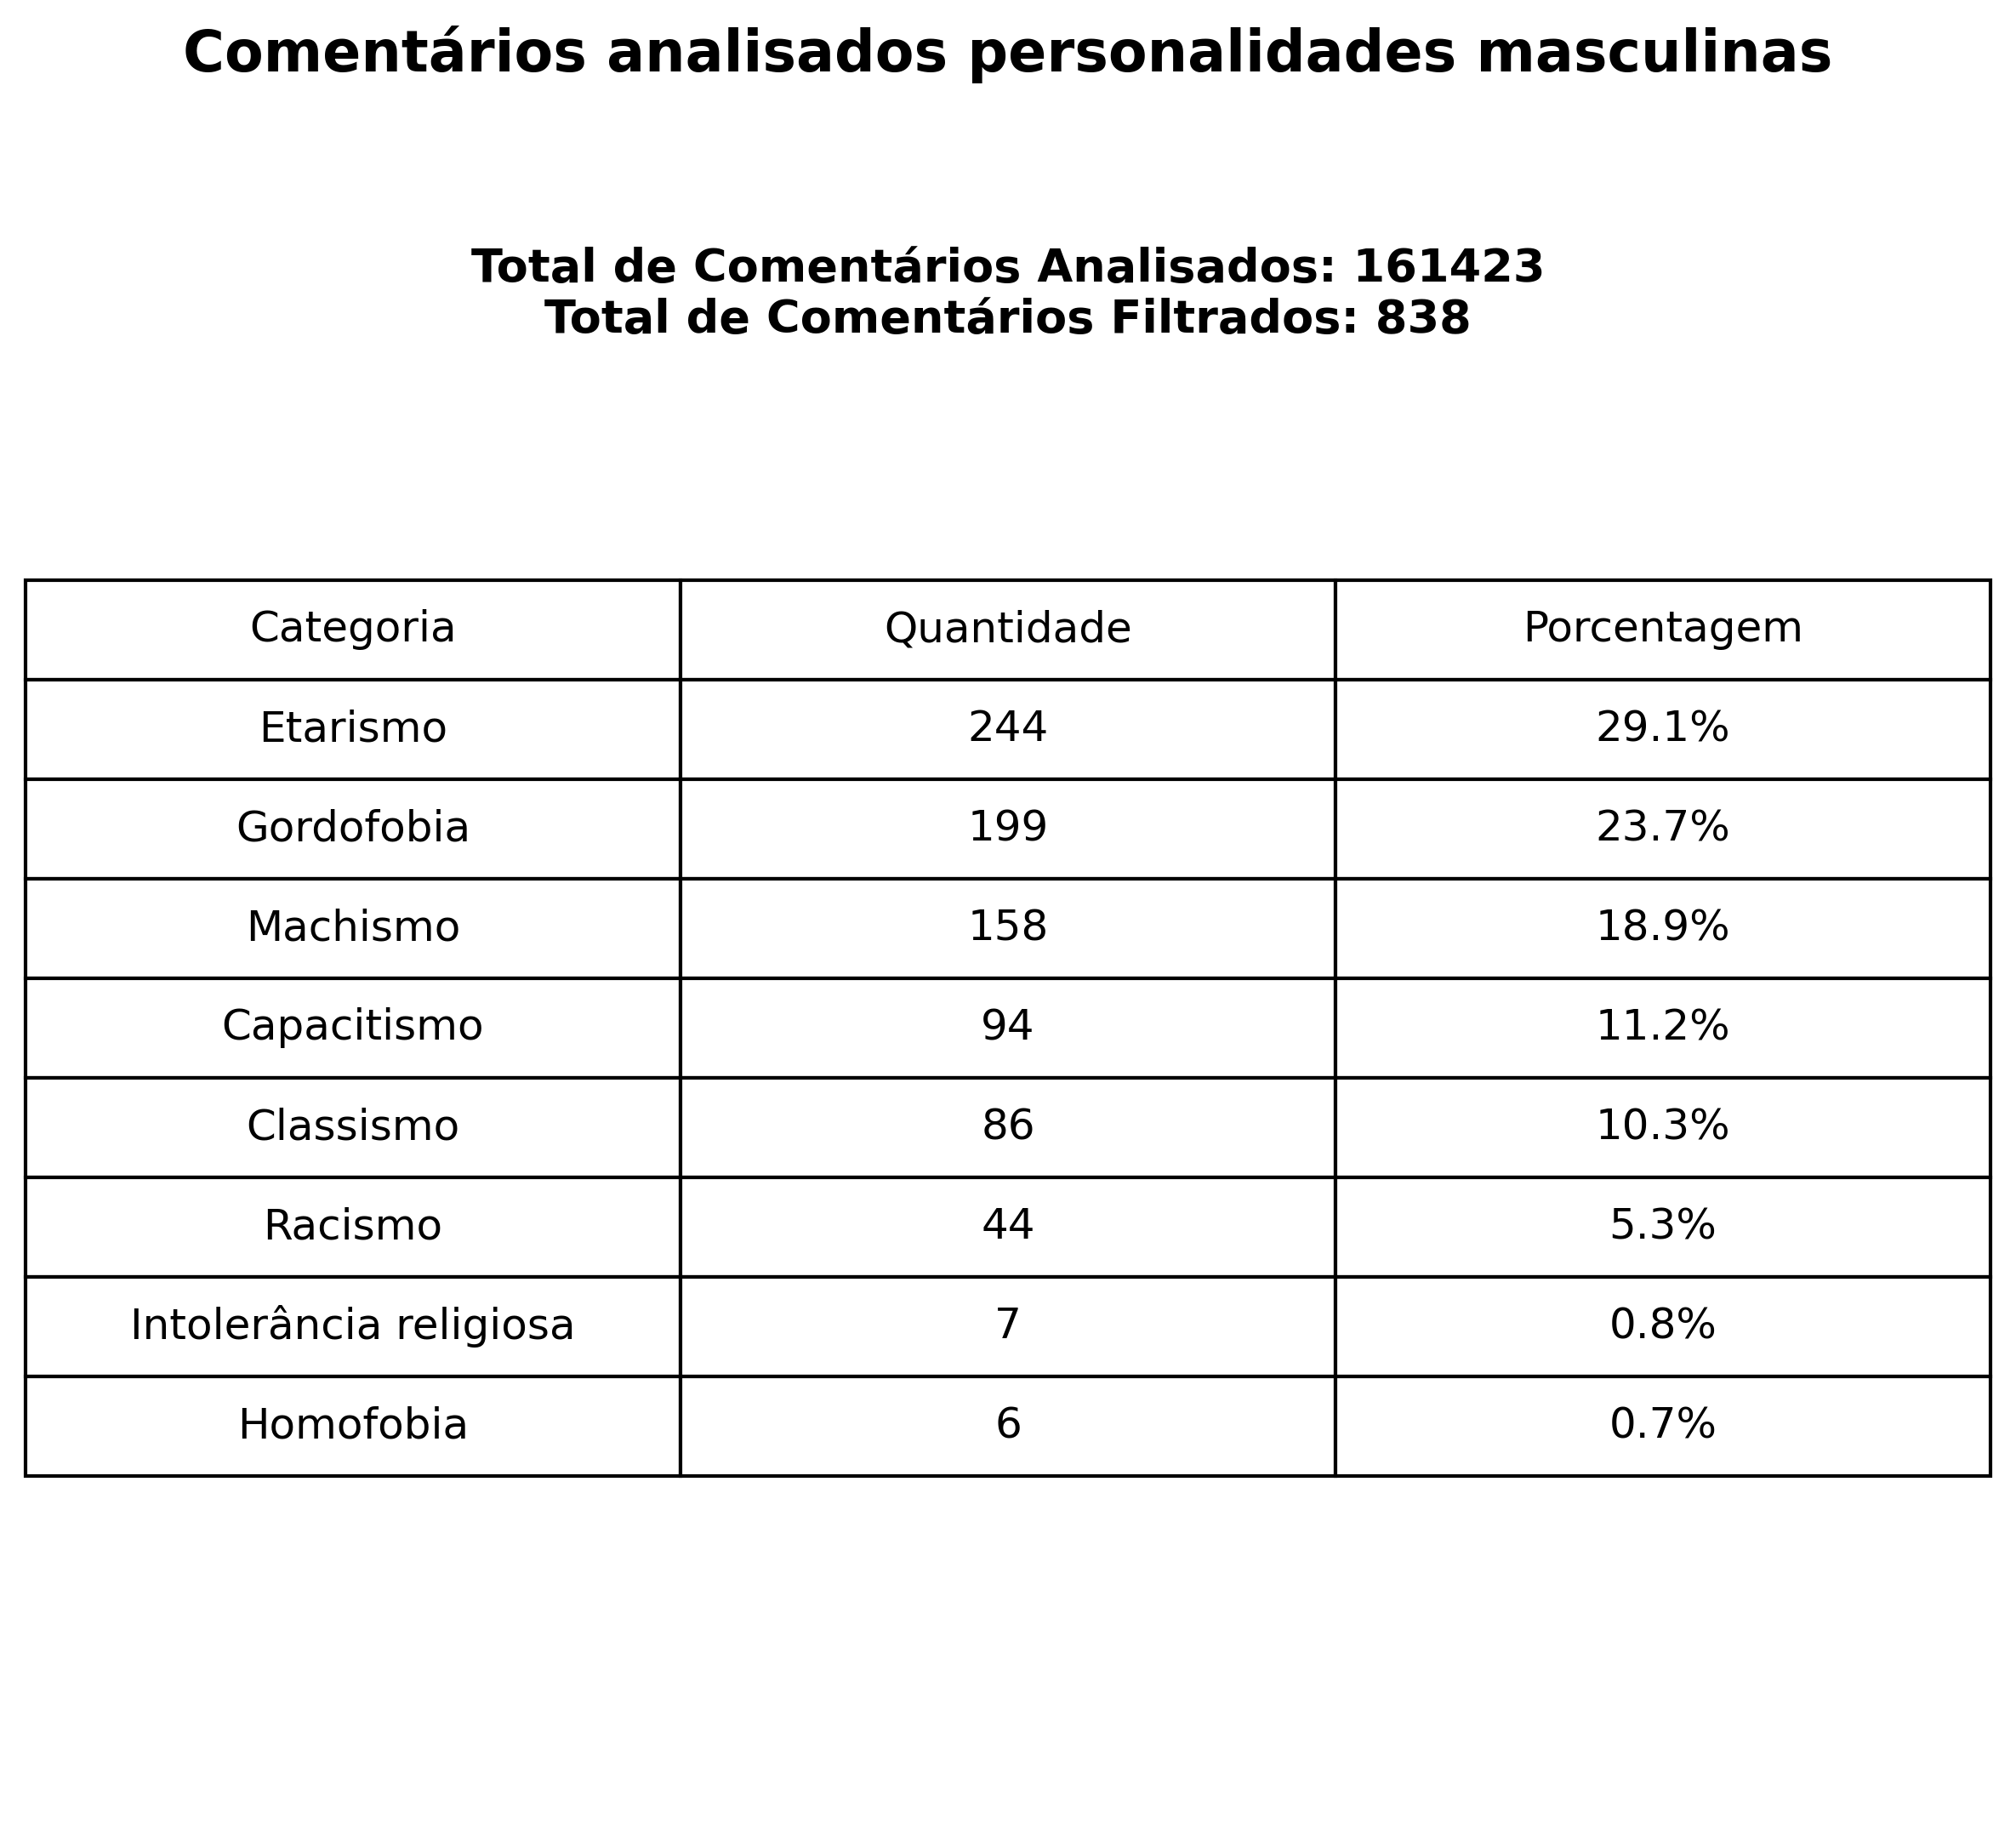 Comentários analisados personalidades masculinas
Total de Comentários Analisados: 161423
Total de Comentários Filtrados: 838
Categoria Quantidade Porcentagem
Etarismo 244 29.1%
Gordofobia 199 23.7%
Machismo 158 18.9%
Capacitismo 94 11.2%
Classismo 86 10.3%
Racismo 44 5.3%
Intolerância religiosa 7 0.8%
Homofobia 6 0.7%